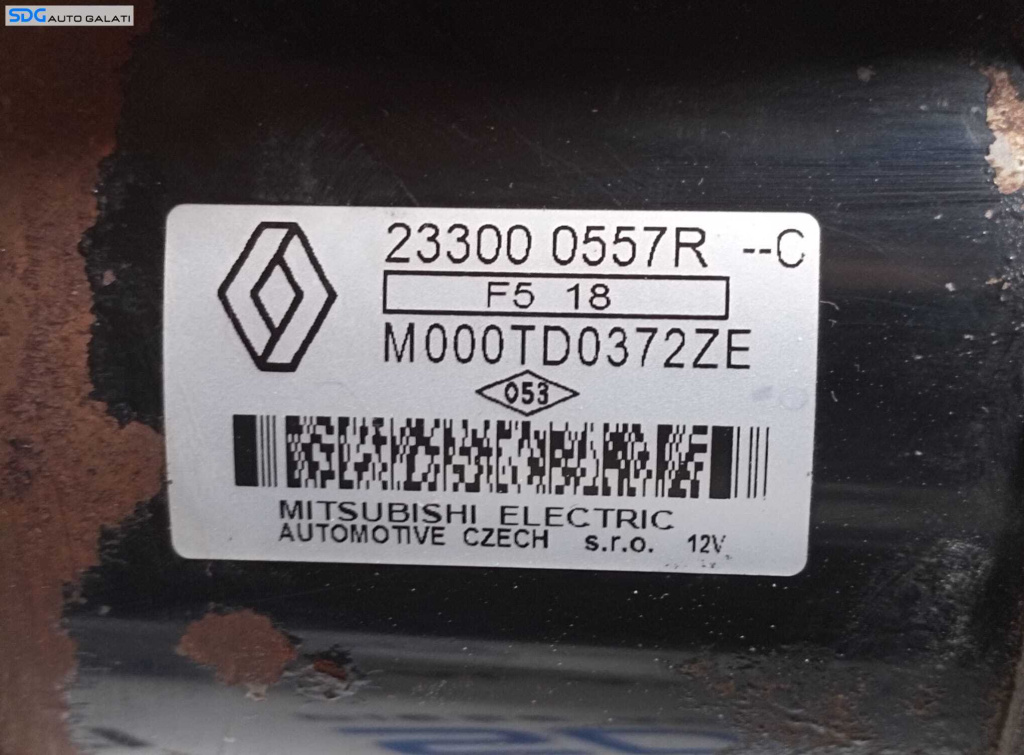 SDG AUTO GALATI
23300 0557R --C
F5 18
M000TD0372ZE
053
MITSUBISHI ELECTRIC
AUTOMOTIVE CZECH s.r.o. 12V